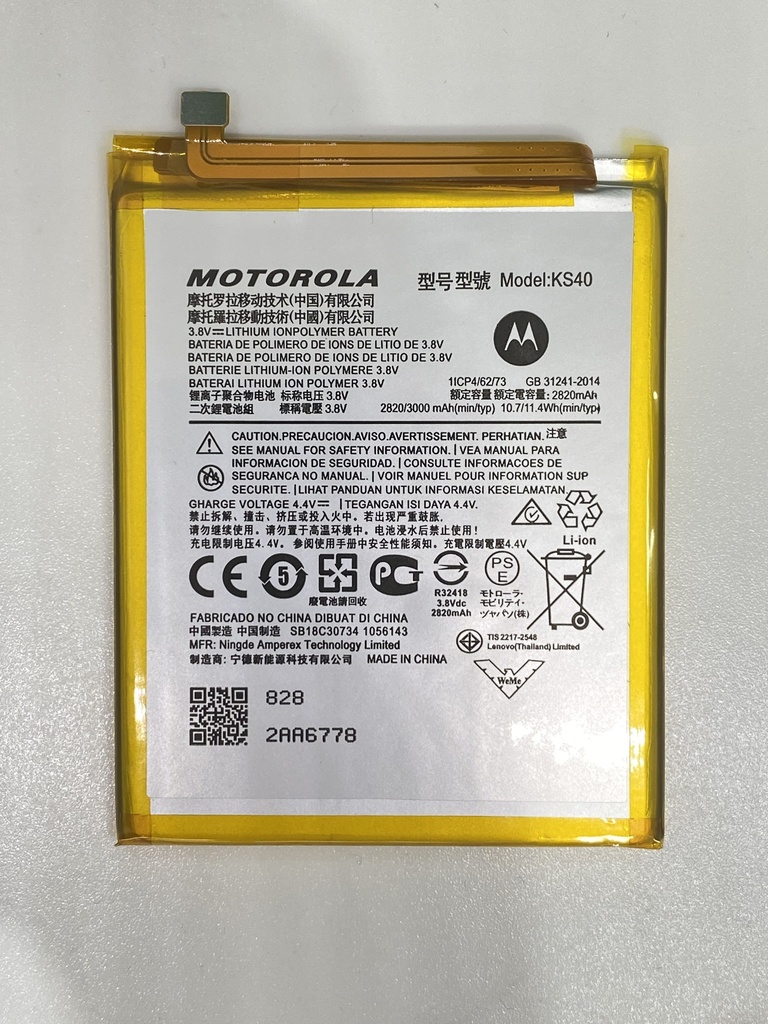 MOTOROLA 型号型號 Model:KS40
摩托罗拉移动技术(中国)有限公司
摩托羅拉移動技術(中國)有限公司
3.8V⎓LITHIUM IONPOLYMER BATTERY
BATERIA DE POLIMERO DE IONS DE LITIO DE 3.8V
BATERIA DE POLIMERO DE IONS DE LITIO DE 3.8V
BATTERIE LITHIUM-ION POLYMERE 3.8V
BATERAI LITHIUM ION POLYMER 3.8V 1ICP4/62/73 GB 31241-2014
锂离子聚合物电池 标称电压 3.8V 额定容量 額定電容量: 2820mAh
二次鋰電池組 標稱電壓 3.8V 2820/3000 mAh(min/typ) 10.7/11.4Wh(min/typ)
CAUTION.PRECAUCION.AVISO.AVERTISSEMENT. PERHATIAN. 注意
SEE MANUAL FOR SAFETY INFORMATION. | VEA MANUAL PARA
INFORMACION DE SEGURIDAD. | CONSULTE INFORMACOES DE
SEGURANCA NO MANUAL. | VOIR MANUEL POUR INFORMATION SUP
SECURITE. | LIHAT PANDUAN UNTUK INFORMASI KESELAMATAN
GHARGE VOLTAGE 4.4V⎓ | TEGANGAN ISI DAYA 4.4V.
禁止拆解、撞击、挤压或投入火中。若出现严重鼓胀,
请勿继续使用。请勿置于高温环境中。电池浸水后禁止使用!
充电限制电压4.4V。 参阅使用手册中安全性能须知。充電限制電壓4.4V
Li-ion
CE 5 PCT PS E
廢電池請回收
R32418
3.8Vdc
2820mAh
モトローラ-
モビリティ-
ヅャパソ(株)
FABRICADO NO CHINA DIBUAT DI CHINA
中國製造 中国制造 SB18C30734 1056143
MFR: Ningde Amperex Technology Limited
制造商: 宁德新能源科技有限公司 MADE IN CHINA
TIS 2217-2548
Lenovo(Thailand) Limited
WeMe
828
2AA6778